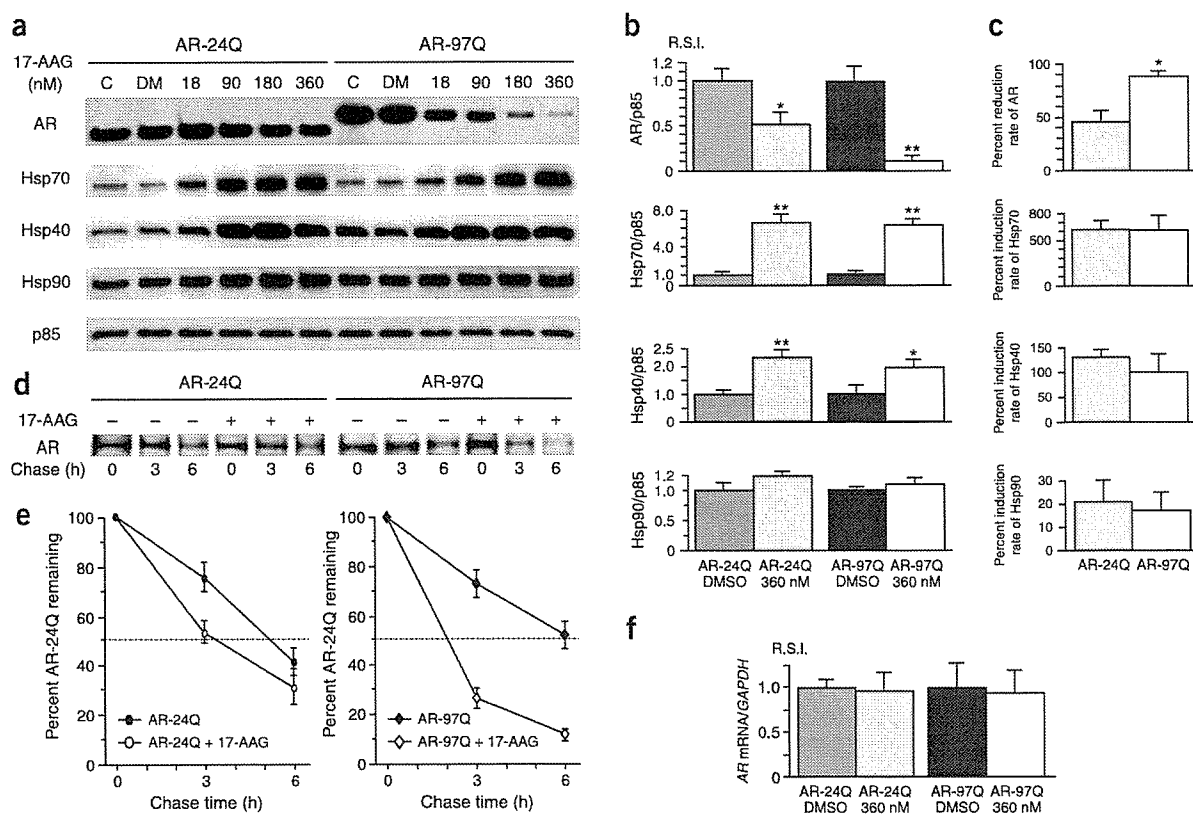 a
AR-24Q AR-97Q
17-AAG
(nM) C DM 18 90 180 360 C DM 18 90 180 360
AR
Hsp70
Hsp40
Hsp90
p85
b
R.S.I.
AR/p85
1.2
1.0
0.5
0
*
**
Hsp70/p85
8.0
4.0
1.0
0
**
**
Hsp40/p85
2.5
2.0
1.0
0
**
*
Hsp90/p85
1.2
1.0
0.5
0
AR-24Q DMSO
AR-24Q 360 nM
AR-97Q DMSO
AR-97Q 360 nM
c
Percent reduction
rate of AR
100
50
0
*
Percent induction
rate of Hsp70
800
500
0
Percent induction
rate of Hsp40
150
100
50
0
Percent induction
rate of Hsp90
30
20
10
0
AR-24Q AR-97Q
d
AR-24Q AR-97Q
17-AAG – – – + + + – – – + + +
AR
Chase (h) 0 3 6 0 3 6 0 3 6 0 3 6
e
Percent AR-24Q remaining
100
80
60
40
20
0
AR-24Q
AR-24Q + 17-AAG
0 3 6
Chase time (h)
Percent AR-24Q remaining
100
80
60
40
20
0
AR-97Q
AR-97Q + 17-AAG
0 3 6
Chase time (h)
f
R.S.I.
AR mRNA/GAPDH
1.0
0.5
0
AR-24Q DMSO
AR-24Q 360 nM
AR-97Q DMSO
AR-97Q 360 nM